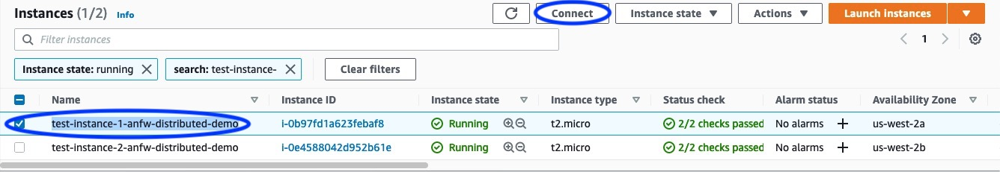 Instances (1/2) Info Connect Instance state Actions Launch instances
Filter instances 1
Instance state: running search: test-instance- Clear filters
Name Instance ID Instance state Instance type Status check Alarm status Availability Zone
test-instance-1-anfw-distributed-demo i-0b97fd1a623febaf8 Running t2.micro 2/2 checks passed No alarms + us-west-2a
test-instance-2-anfw-distributed-demo i-0e4588042d952b61e Running t2.micro 2/2 checks passed No alarms + us-west-2b